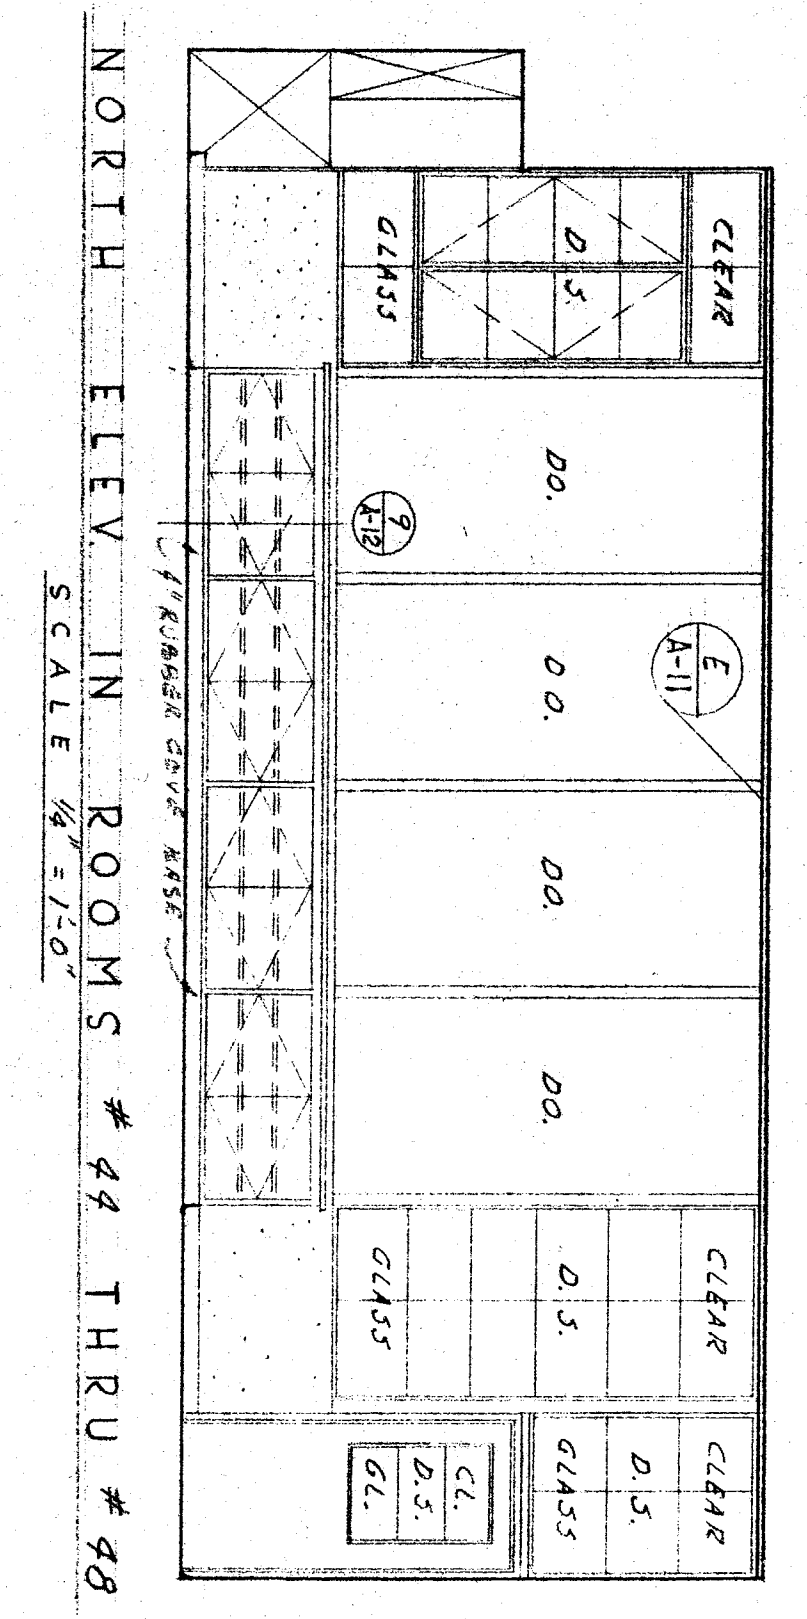 CLEAR
D.S.
GLASS
DO.
DO.
DO.
DO.
E
A-11
9
A-12
CLEAR
D.S.
GLASS
CLEAR
D.S.
GLASS
CL.
D.S.
GL.
4" RUBBER COVE BASE
NORTH ELEV. IN ROOMS # 44 THRU # 48
SCALE 1/4" = 1'-0"